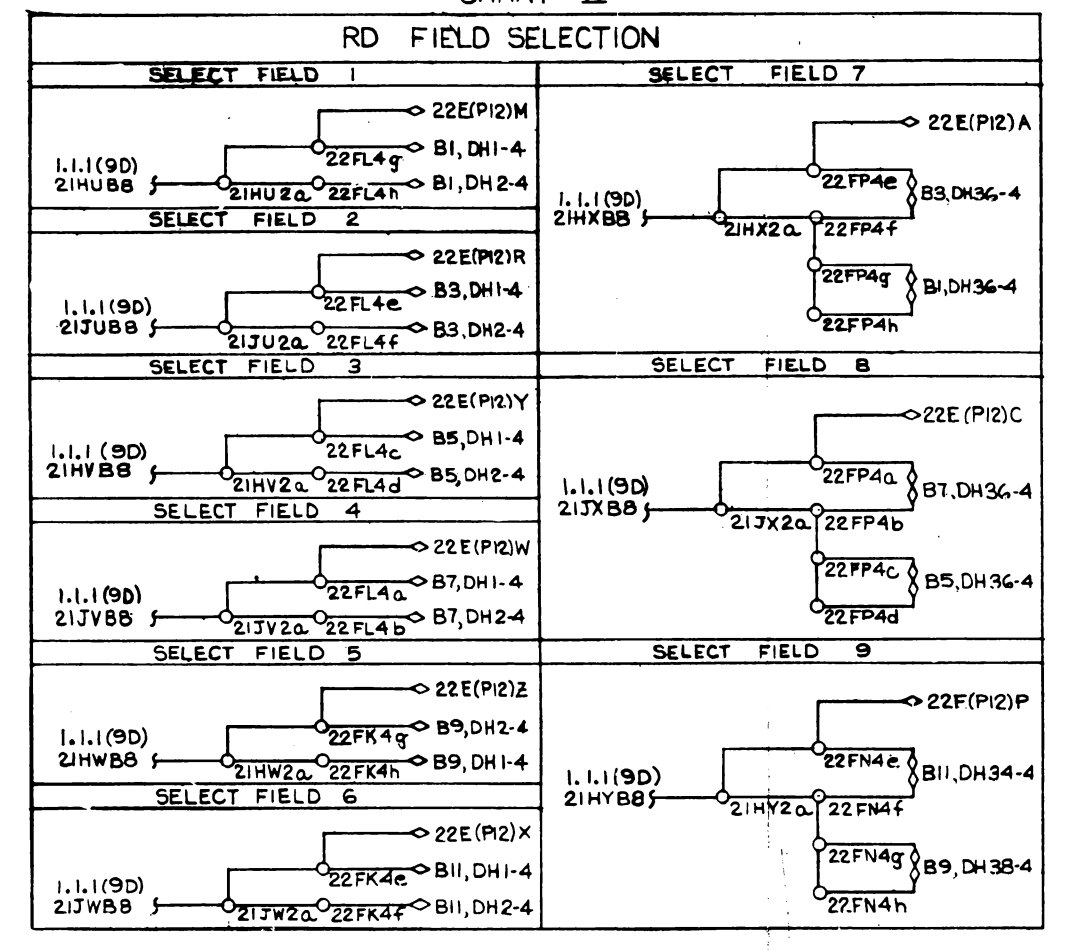 RD FIELD SELECTION
SELECT FIELD 1
22E(P12)M
22FL4g
B1, DH1-4
1.1.1(9D)
21HUB8
21HU2a
22FL4h
B1, DH2-4
SELECT FIELD 2
22E(P12)R
22FL4e
B3, DH1-4
1.1.1(9D)
21JUB8
21JU2a
22FL4f
B3, DH2-4
SELECT FIELD 3
22E(P12)Y
22FL4c
B5, DH1-4
1.1.1(9D)
21HVB8
21HV2a
22FL4d
B5, DH2-4
SELECT FIELD 4
22E(P12)W
22FL4a
B7, DH1-4
1.1.1(9D)
21JVB8
21JV2a
22FL4b
B7, DH2-4
SELECT FIELD 5
22E(P12)Z
22FK4g
B9, DH2-4
1.1.1(9D)
21HWB8
21HW2a
22FK4h
B9, DH1-4
SELECT FIELD 6
22E(P12)X
22FK4e
B11, DH1-4
1.1.1(9D)
21JWB8
21JW2a
22FK4f
B11, DH2-4
SELECT FIELD 7
22E(P12)A
22FP4e
B3, DH36-4
1.1.1(9D)
21HXB8
21HX2a
22FP4f
22FP4g
B1, DH36-4
22FP4h
SELECT FIELD 8
22E(P12)C
22FP4a
B7, DH36-4
1.1.1(9D)
21JXB8
21JX2a
22FP4b
22FP4c
B5, DH36-4
22FP4d
SELECT FIELD 9
22F(P12)P
22FN4e
B11, DH34-4
1.1.1(9D)
21HYB8
21HY2a
22FN4f
22FN4g
B9, DH38-4
22FN4h